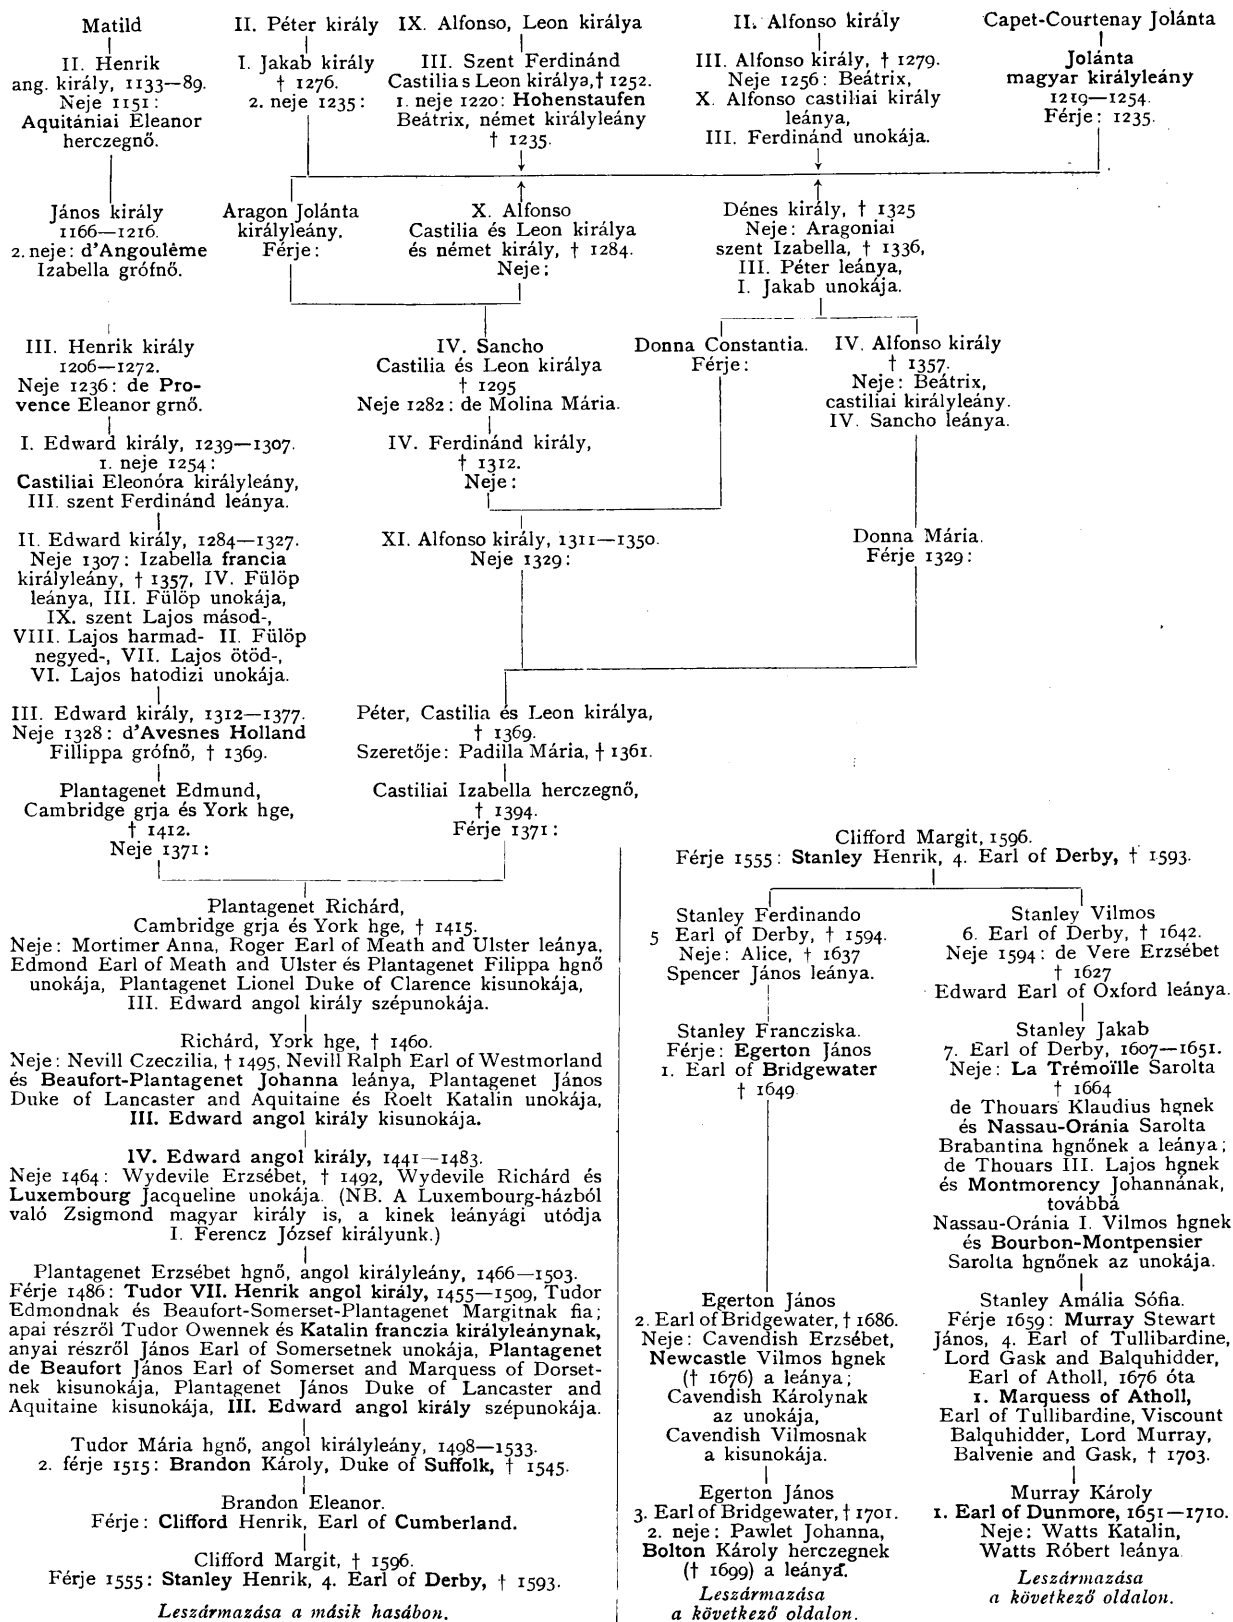 Matild
II. Henrik
ang. király, 1133—89.
Neje 1151:
Aquitániai Eleanor
herczegnő.
János király
1166—1216.
2. neje: d'Angoulême
Izabella grófnő.
III. Henrik király
1206—1272.
Neje 1236: de Pro-
vence Eleanor grnő.
I. Edward király, 1239—1307.
1. neje 1254:
Castiliai Eleonóra királyleány,
III. szent Ferdinánd leánya.
II. Edward király, 1284—1327.
Neje 1307: Izabella francia
királyleány, † 1357, IV. Fülöp
leánya, III. Fülöp unokája,
IX. szent Lajos másod-,
VIII. Lajos harmad- II. Fülöp
negyed-, VII. Lajos ötöd-,
VI. Lajos hatodizi unokája.
III. Edward király, 1312—1377.
Neje 1328: d'Avesnes Holland
Fillippa grófnő, † 1369.
Plantagenet Edmund,
Cambridge grja és York hge,
† 1412.
Neje 1371:
II. Péter király
I. Jakab király
† 1276.
2. neje 1235:
IX. Alfonso, Leon királya
III. Szent Ferdinánd
Castilia s Leon királya, † 1252.
1. neje 1220: Hohenstaufen
Beátrix, német királyleány
† 1235.
II. Alfonso király
III. Alfonso király, † 1279.
Neje 1256: Beátrix,
X. Alfonso castiliai király
leánya,
III. Ferdinánd unokája.
Capet-Courtenay Jolánta
Jolánta
magyar királyleány
1219—1254.
Férje: 1235.
Aragon Jolánta
királyleány.
Férje:
X. Alfonso
Castilia és Leon királya
és német király, † 1284.
Neje:
Dénes király, † 1325
Neje: Aragoniai
szent Izabella, † 1336,
III. Péter leánya,
I. Jakab unokája.
IV. Sancho
Castilia és Leon királya
† 1295
Neje 1282: de Molina Mária.
Donna Constantia.
Férje:
IV. Alfonso király
† 1357.
Neje: Beátrix,
castiliai királyleány.
IV. Sancho leánya.
IV. Ferdinánd király,
† 1312.
Neje:
XI. Alfonso király, 1311—1350.
Neje 1329:
Donna Mária.
Férje 1329:
Péter, Castilia és Leon királya,
† 1369.
Szeretője: Padilla Mária, † 1361.
Castiliai Izabella herczegnő,
† 1394.
Férje 1371:
Plantagenet Richárd,
Cambridge grja és York hge, † 1415.
Neje: Mortimer Anna, Roger Earl of Meath and Ulster leánya,
Edmond Earl of Meath and Ulster és Plantagenet Filippa hgnő
unokája, Plantagenet Lionel Duke of Clarence kisunokája,
III. Edward angol király szépunokája.
Richárd, York hge, † 1460.
Neje: Nevill Czeczilia, † 1495, Nevill Ralph Earl of Westmorland
és Beaufort-Plantagenet Johanna leánya, Plantagenet János
Duke of Lancaster and Aquitaine és Roelt Katalin unokája,
III. Edward angol király kisunokája.
IV. Edward angol király, 1441—1483.
Neje 1464: Wydevile Erzsébet, † 1492, Wydevile Richárd és
Luxembourg Jacqueline unokája. (NB. A Luxembourg-házból
való Zsigmond magyar király is, a kinek leányági utódja
I. Ferencz József királyunk.)
Plantagenet Erzsébet hgnő, angol királyleány, 1466—1503.
Férje 1486: Tudor VII. Henrik angol király, 1455—1509, Tudor
Edmondnak és Beaufort-Somerset-Plantagenet Margitnak fia;
apai részről Tudor Owennek és Katalin franczia királyleánynak,
anyai részről János Earl of Somersetnek unokája, Plantagenet
de Beaufort János Earl of Somerset and Marquess of Dorset-
nek kisunokája, Plantagenet János Duke of Lancaster and
Aquitaine kisunokája, III. Edward angol király szépunokája.
Tudor Mária hgnő, angol királyleány, 1498—1533.
2. férje 1515: Brandon Károly, Duke of Suffolk, † 1545.
Brandon Eleanor.
Férje: Clifford Henrik, Earl of Cumberland.
Clifford Margit, † 1596.
Férje 1555: Stanley Henrik, 4. Earl of Derby, † 1593.
Leszármazása a másik hasábon.
Clifford Margit, 1596.
Férje 1555: Stanley Henrik, 4. Earl of Derby, † 1593.
Stanley Ferdinando
5 Earl of Derby, † 1594.
Neje: Alice, † 1637
Spencer János leánya.
Stanley Francziska.
Férje: Egerton János
1. Earl of Bridgewater
† 1649.
Egerton János
2. Earl of Bridgewater, † 1686.
Neje: Cavendish Erzsébet,
Newcastle Vilmos hgnek
(† 1676) a leánya;
Cavendish Károlynak
az unokája,
Cavendish Vilmosnak
a kisunokája.
Egerton János
3. Earl of Bridgewater, † 1701.
2. neje: Pawlet Johanna,
Bolton Károly herczegnek
(† 1699) a leánya.
Leszármazása
a következő oldalon.
Stanley Vilmos
6. Earl of Derby, † 1642.
Neje 1594: de Vere Erzsébet
† 1627
Edward Earl of Oxford leánya.
Stanley Jakab
7. Earl of Derby, 1607—1651.
Neje: La Trémoïlle Sarolta
† 1664
de Thouars Klaudius hgnek
és Nassau-Oránia Sarolta
Brabantina hgnőnek a leánya;
de Thouars III. Lajos hgnek
és Montmorency Johannának,
továbbá
Nassau-Oránia I. Vilmos hgnek
és Bourbon-Montpensier
Sarolta hgnőnek az unokája.
Stanley Amália Sófia.
Férje 1659: Murray Stewart
János, 4. Earl of Tullibardine,
Lord Gask and Balquhidder,
Earl of Atholl, 1676 óta
1. Marquess of Atholl,
Earl of Tullibardine, Viscount
Balquhidder, Lord Murray,
Balvenie and Gask, † 1703.
Murray Károly
1. Earl of Dunmore, 1651—1710.
Neje: Watts Katalin,
Watts Róbert leánya
Leszármazása
a következő oldalon.